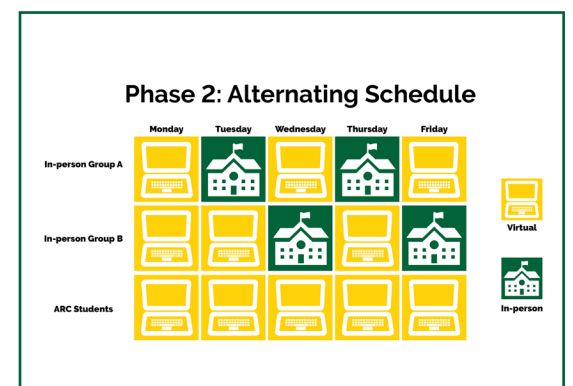 Phase 2: Alternating Schedule
Monday Tuesday Wednesday Thursday Friday
In-person Group A
In-person Group B
ARC Students
Virtual
In-person